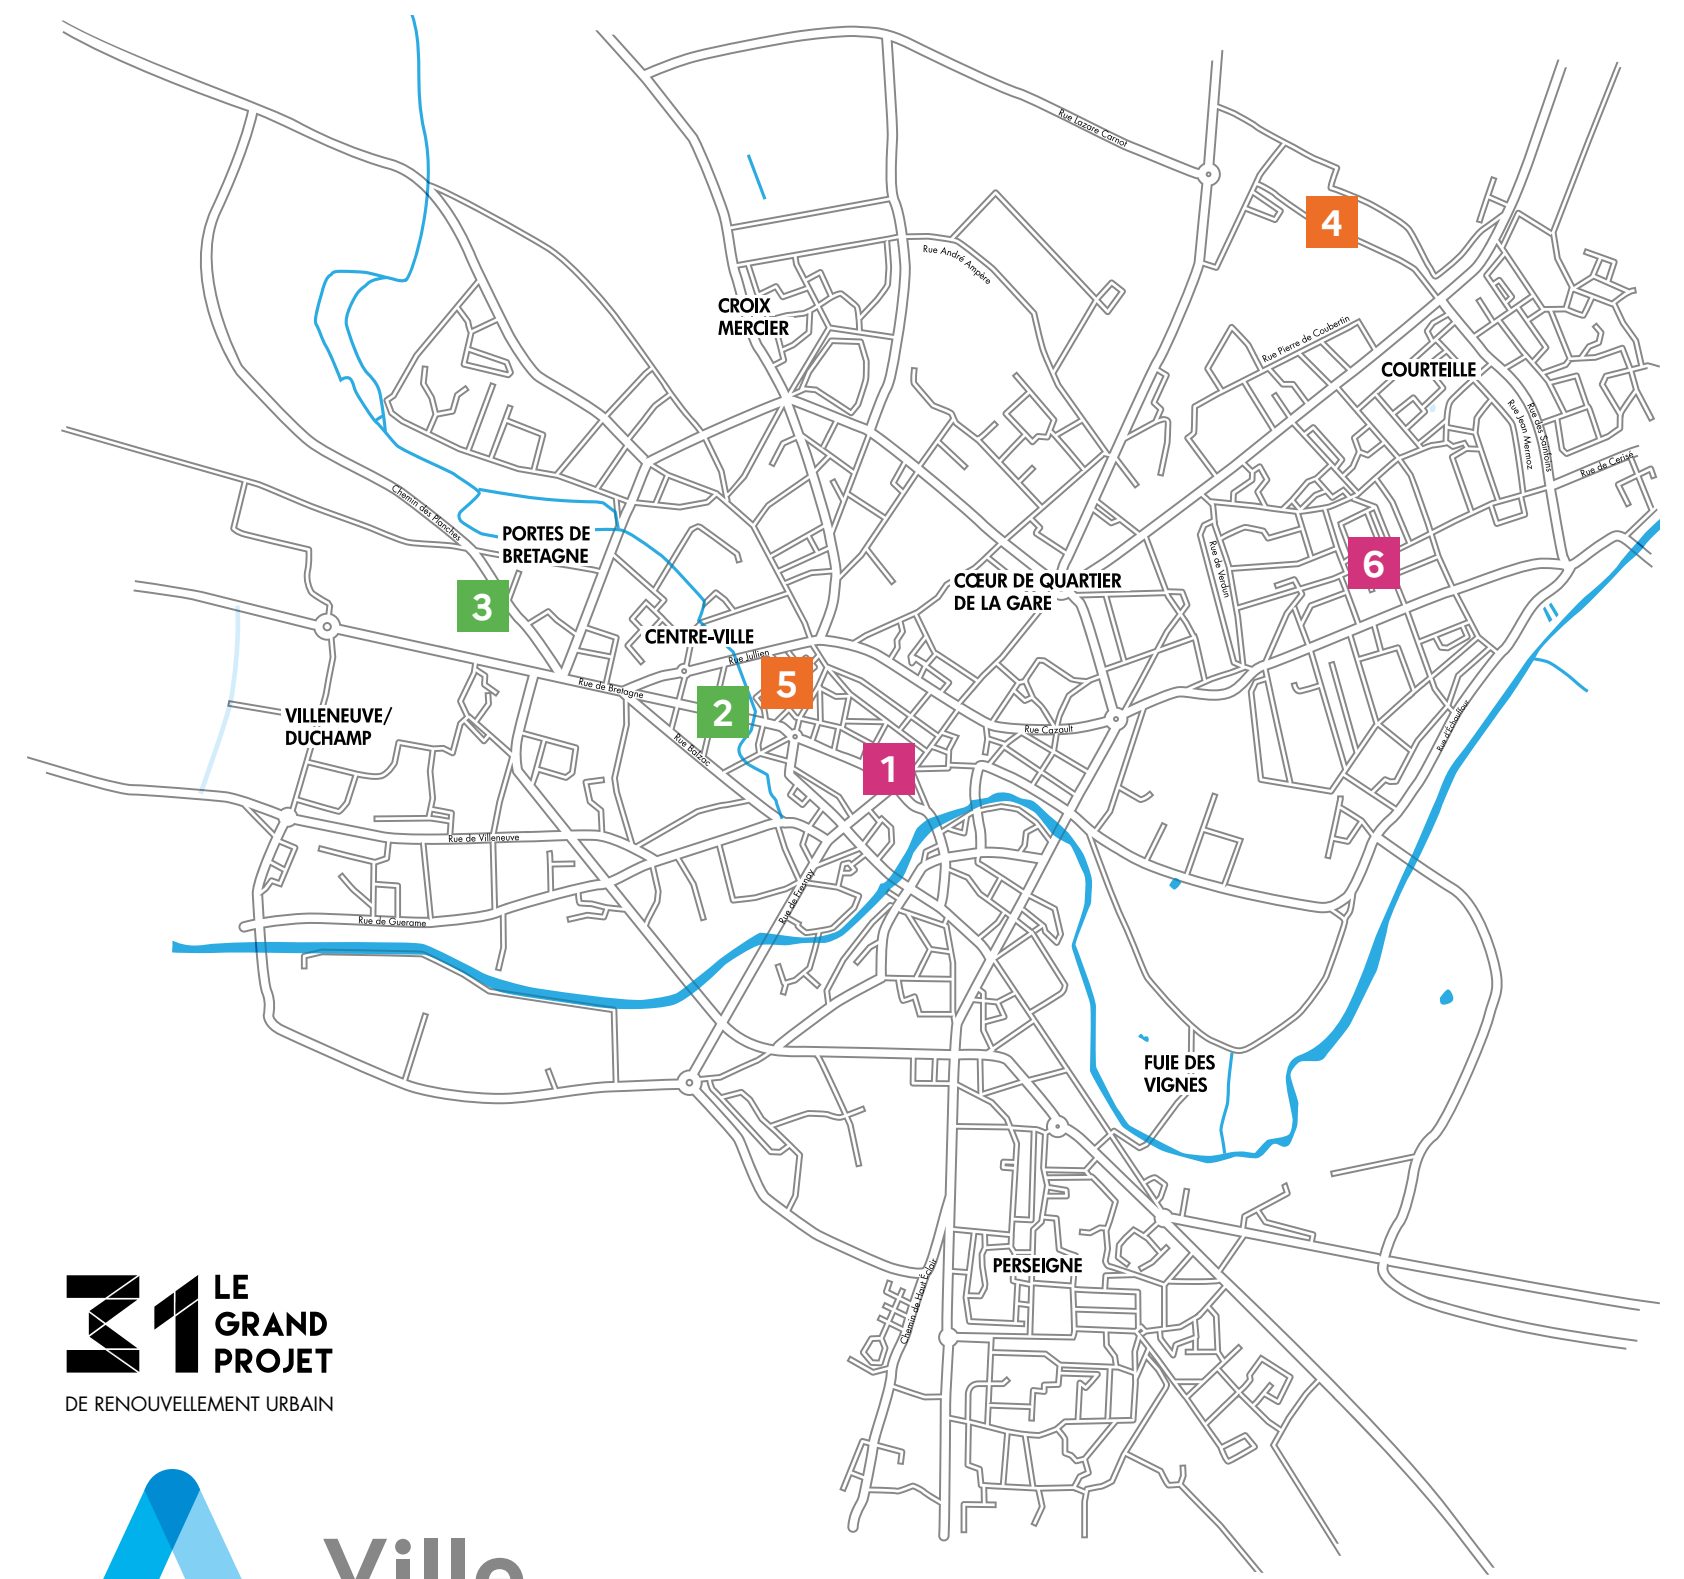 Rue Lazare Carnot
4
Rue André Ampère
CROIX
MERCIER
Rue Pierre de Coubertin
COURTEILLE
Rue Jean Mermoz
Rue des Sainfoins
Rue de Cerisé
Chemin des Planches
PORTES DE
BRETAGNE
Rue de Verdun
6
CŒUR DE QUARTIER
DE LA GARE
3
CENTRE-VILLE
Rue Jullien
5
Rue de Bretagne
2
VILLENEUVE/
DUCHAMP
Rue Balzac
Rue Cazault
Rue d'Échauffour
1
Rue de Villeneuve
Rue de Fresnay
Rue de Guerame
FUIE DES
VIGNES
PERSEIGNE
Chemin de Haut Éclair
31
LE
GRAND
PROJET
DE RENOUVELLEMENT URBAIN
Ville